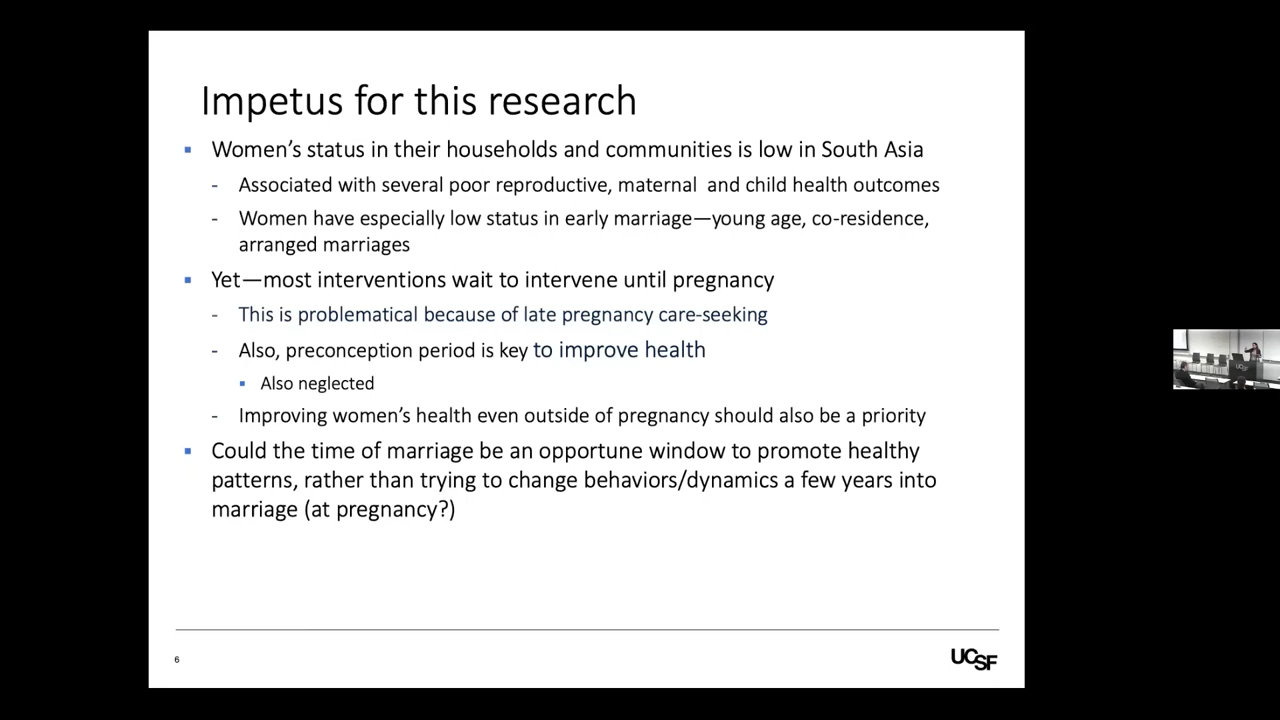 Impetus for this research
Women's status in their households and communities is low in South Asia
- Associated with several poor reproductive, maternal and child health outcomes
- Women have especially low status in early marriage—young age, co-residence,
arranged marriages
Yet—most interventions wait to intervene until pregnancy
- This is problematical because of late pregnancy care-seeking
- Also, preconception period is key to improve health
Also neglected
- Improving women's health even outside of pregnancy should also be a priority
Could the time of marriage be an opportune window to promote healthy
patterns, rather than trying to change behaviors/dynamics a few years into
marriage (at pregnancy?)
6
UCSF
UCSF